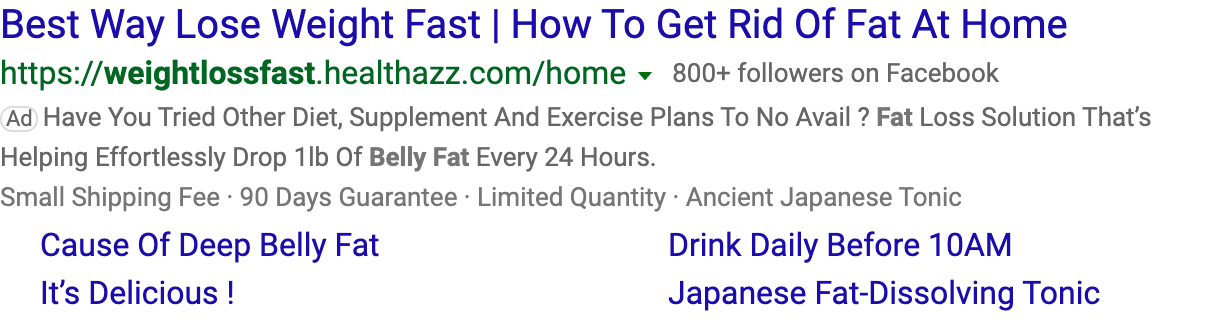 Best Way Lose Weight Fast | How To Get Rid Of Fat At Home
https://weightlossfast.healthazz.com/home 800+ followers on Facebook
Ad Have You Tried Other Diet, Supplement And Exercise Plans To No Avail ? Fat Loss Solution That’s
Helping Effortlessly Drop 1lb Of Belly Fat Every 24 Hours.
Small Shipping Fee · 90 Days Guarantee · Limited Quantity · Ancient Japanese Tonic
Cause Of Deep Belly Fat Drink Daily Before 10AM
It’s Delicious ! Japanese Fat-Dissolving Tonic